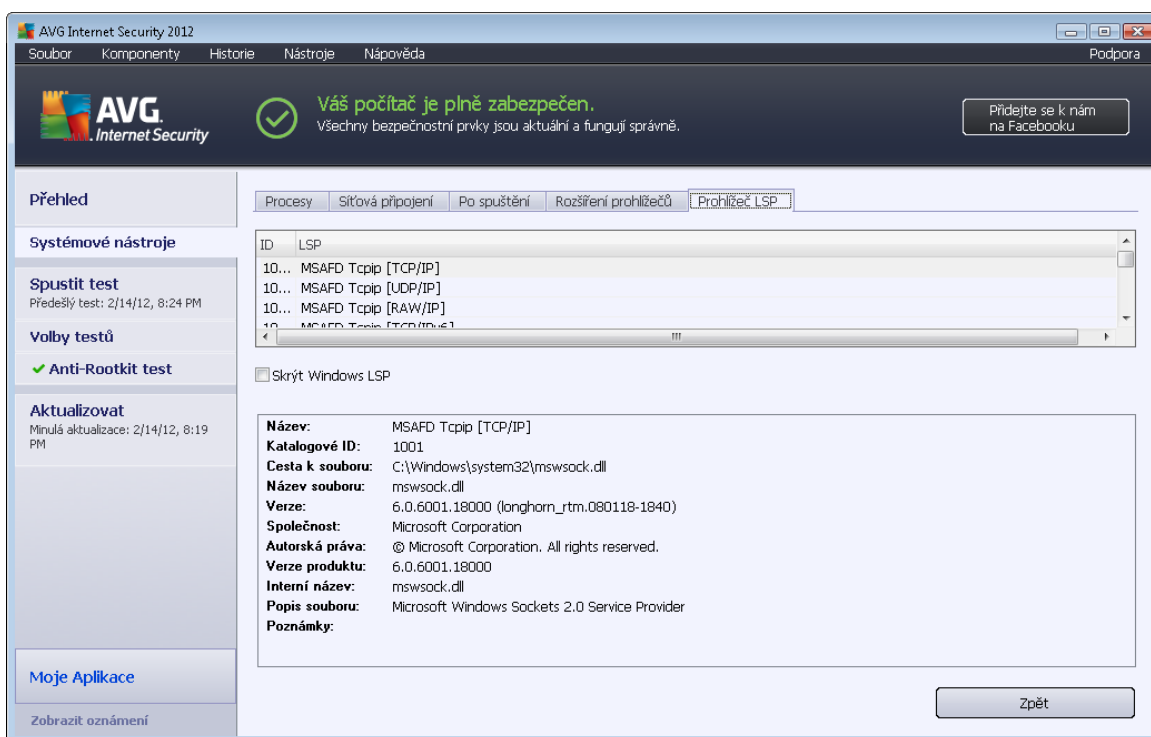 AVG Internet Security 2012
Soubor Komponenty Historie Nástroje Nápověda Podpora
AVG.
Internet Security
Váš počítač je plně zabezpečen.
Všechny bezpečnostní prvky jsou aktuální a fungují správně.
Přidejte se k nám
na Facebooku
Přehled
Systémové nástroje
Spustit test
Předešlý test: 2/14/12, 8:24 PM
Volby testů
Anti-Rootkit test
Aktualizovat
Minulá aktualizace: 2/14/12, 8:19
PM
Moje Aplikace
Zobrazit oznámení
Procesy Síťová připojení Po spuštění Rozšíření prohlížečů Prohlížeč LSP
ID LSP
10... MSAFD Tcpip [TCP/IP]
10... MSAFD Tcpip [UDP/IP]
10... MSAFD Tcpip [RAW/IP]
10... MSAFD Tcpip [TCP/IPv6]
Skrýt Windows LSP
Název: MSAFD Tcpip [TCP/IP]
Katalogové ID: 1001
Cesta k souboru: C:\Windows\system32\mswsock.dll
Název souboru: mswsock.dll
Verze: 6.0.6001.18000 (longhorn_rtm.080118-1840)
Společnost: Microsoft Corporation
Autorská práva: © Microsoft Corporation. All rights reserved.
Verze produktu: 6.0.6001.18000
Interní název: mswsock.dll
Popis souboru: Microsoft Windows Sockets 2.0 Service Provider
Poznámky:
Zpět